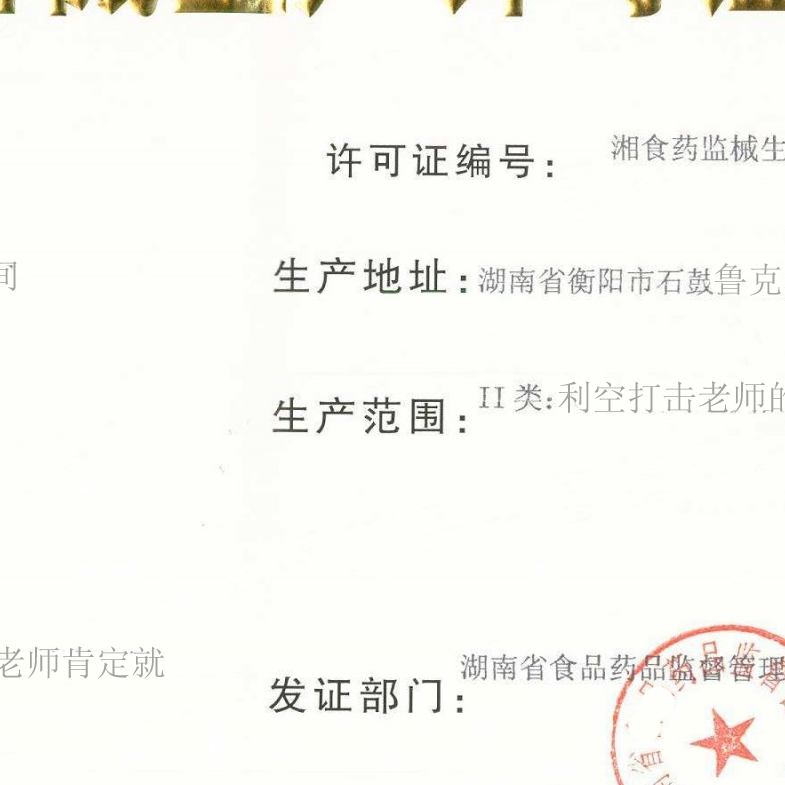 许可证编号：湘食药监械生
间
生产地址：湖南省衡阳市石鼓鲁克
生产范围：II类：利空打击老师的
老师肯定就
发证部门：湖南省食品药品监督管理